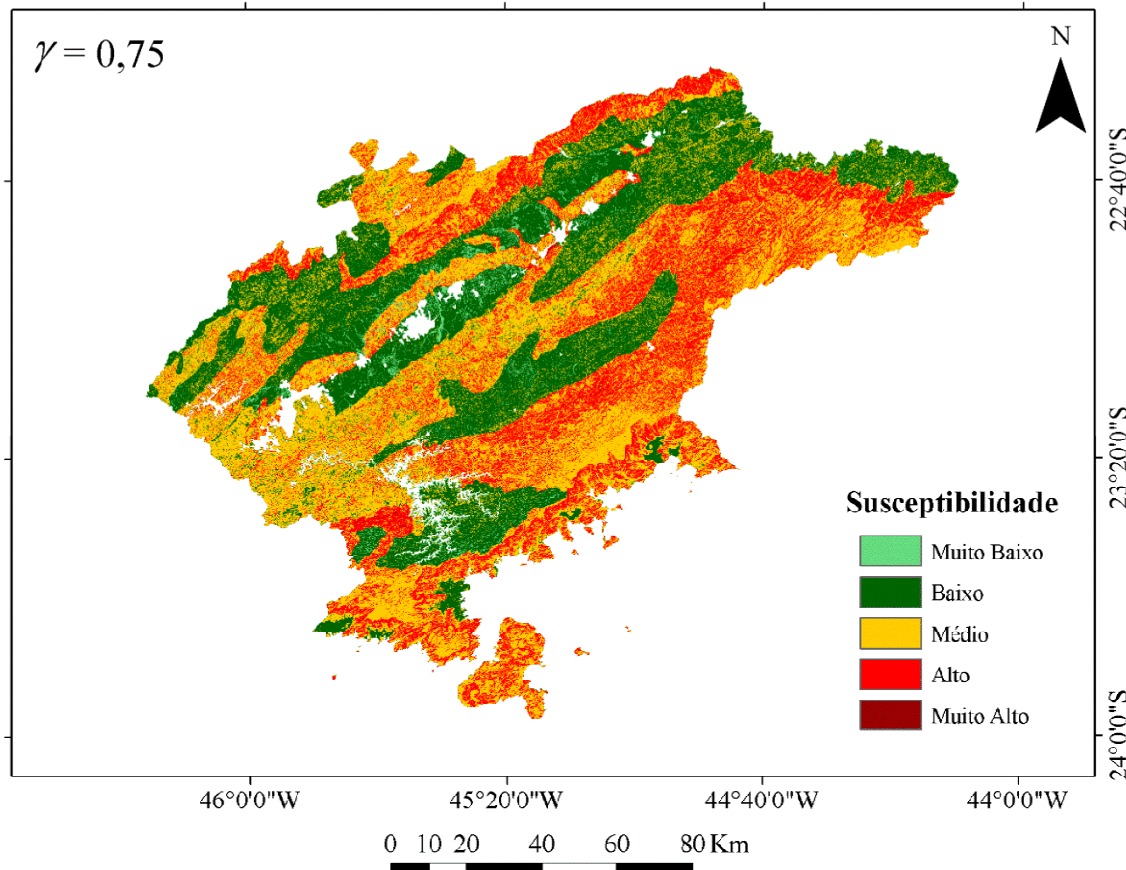 γ = 0,75
N
22°40'0"S
23°20'0"S
24°0'0"S
Susceptibilidade
Muito Baixo
Baixo
Médio
Alto
Muito Alto
46°0'0"W 45°20'0"W 44°40'0"W 44°0'0"W
0 10 20 40 60 80 Km